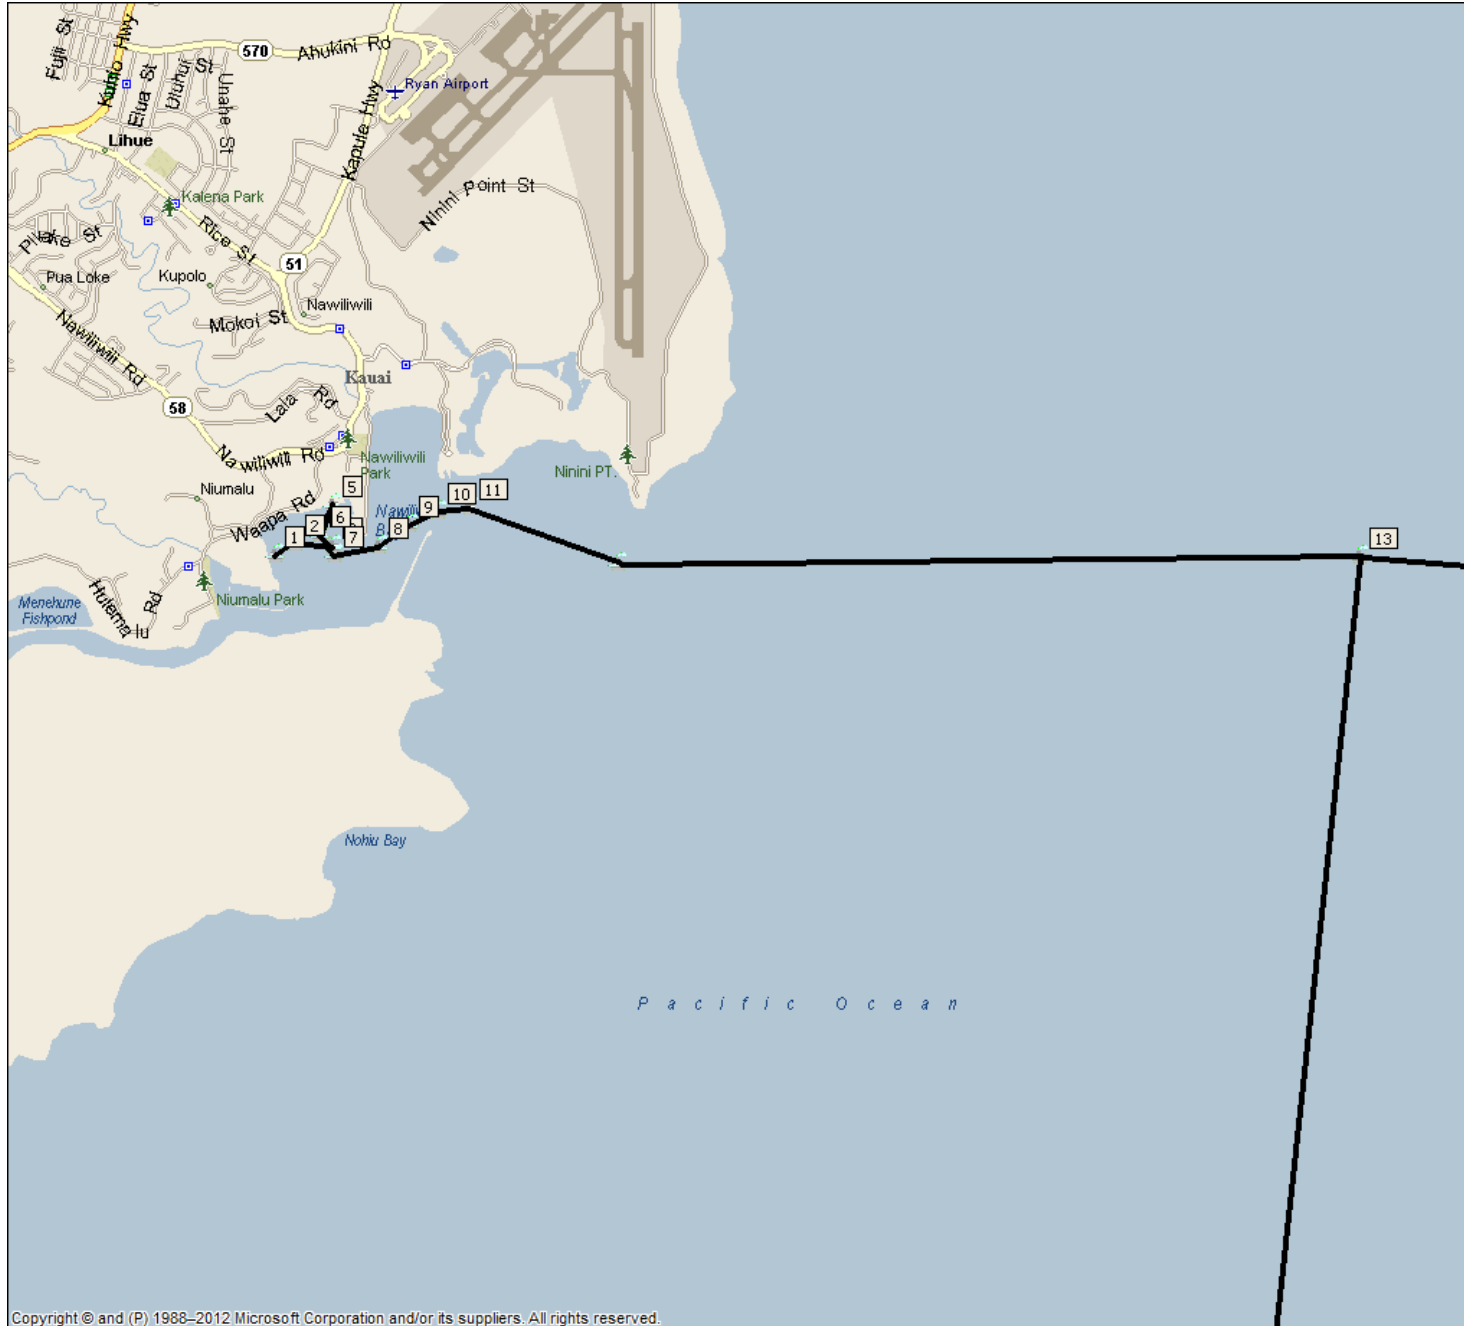 Fujii St
Kuhio Hwy
Elua St
Uluhui St
Umahe St
570
Ahukini Rd
Ryan Airport
Kapule Hwy
Lihue
Kalena Park
Ninini Point St
Rice St
51
Pua Loke
Kupolo
Nawiliwili
Mokoi St
Nawiliwili Rd
Kauai
58
Lala Rd
Nawiliwili Rd
Nawiliwili
Park
Ninini PT.
Niumalu
Waapa Rd
5
6
2
1
7
8
9
10
11
13
Niumalu Park
Hulemalu Rd
Menehune
Fishpond
Nohiu Bay
Pacific Ocean
Copyright © and (P) 1988–2012 Microsoft Corporation and/or its suppliers. All rights reserved.